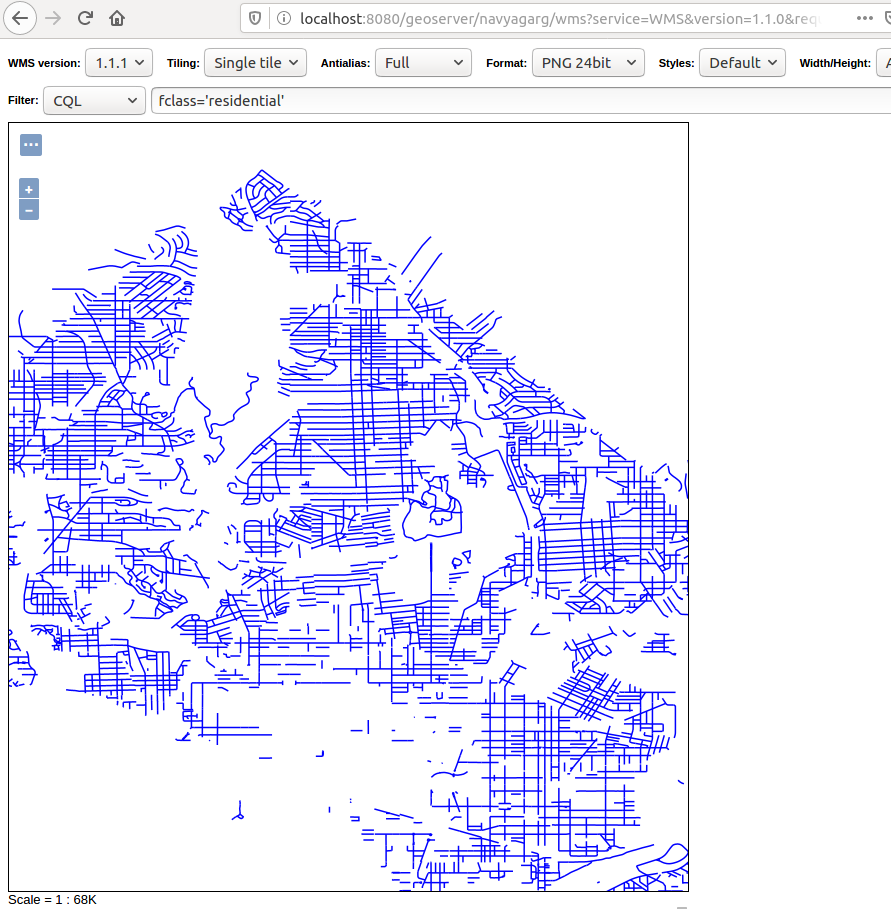 localhost:8080/geoserver/navyagarg/wms?service=WMS&version=1.1.0&req
WMS version: 1.1.1 Tiling: Single tile Antialias: Full Format: PNG 24bit Styles: Default Width/Height: A
Filter: CQL fclass='residential'
...
+
−
Scale = 1 : 68K